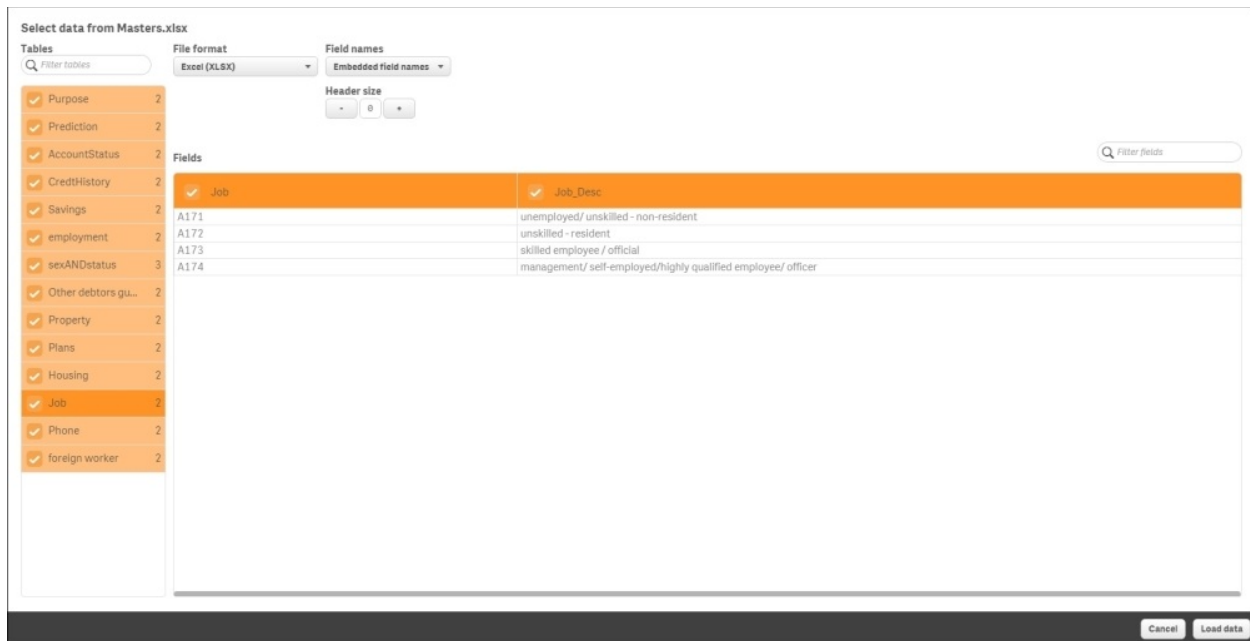 Select data from Masters.xlsx
Tables
Filter tables
File format
Excel (XLSX)
Field names
Embedded field names
Header size
- 0 +
Purpose 2
Prediction 2
AccountStatus 2
CredtHistory 2
Savings 2
employment 2
sexANDstatus 3
Other debtors gu... 2
Property 2
Plans 2
Housing 2
Job 2
Phone 2
foreign worker 2
Fields
Filter fields
Job Job_Desc
A171 unemployed/ unskilled - non-resident
A172 unskilled - resident
A173 skilled employee / official
A174 management/ self-employed/highly qualified employee/ officer
Cancel Load data